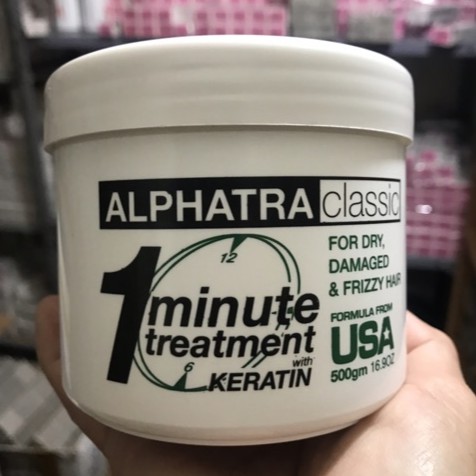 ALPHATRA classic
FOR DRY,
DAMAGED
& FRIZZY HAIR
12
1 minute
treatment
with
KERATIN
6
FORMULA FROM
USA
500gm 16.9OZ